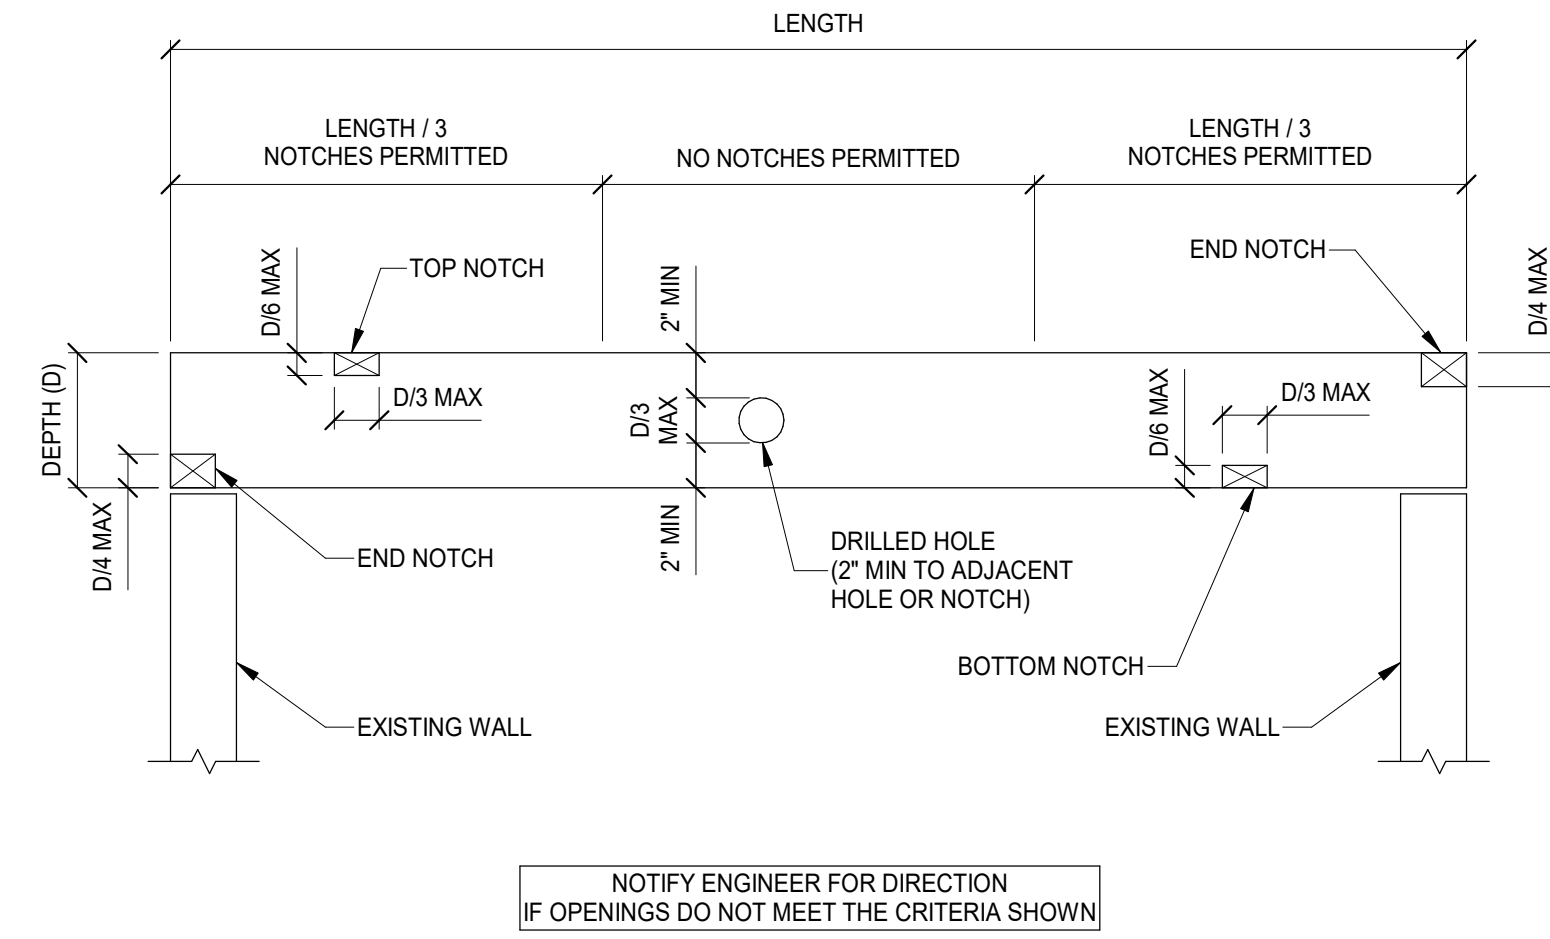 LENGTH
LENGTH / 3
NOTCHES PERMITTED
NO NOTCHES PERMITTED
LENGTH / 3
NOTCHES PERMITTED
D/6 MAX
TOP NOTCH
2" MIN
END NOTCH
D/4 MAX
DEPTH (D)
D/3 MAX
D/3
MAX
D/6 MAX
D/3 MAX
D/4 MAX
END NOTCH
2" MIN
DRILLED HOLE
(2" MIN TO ADJACENT
HOLE OR NOTCH)
BOTTOM NOTCH
EXISTING WALL
EXISTING WALL
NOTIFY ENGINEER FOR DIRECTION
IF OPENINGS DO NOT MEET THE CRITERIA SHOWN